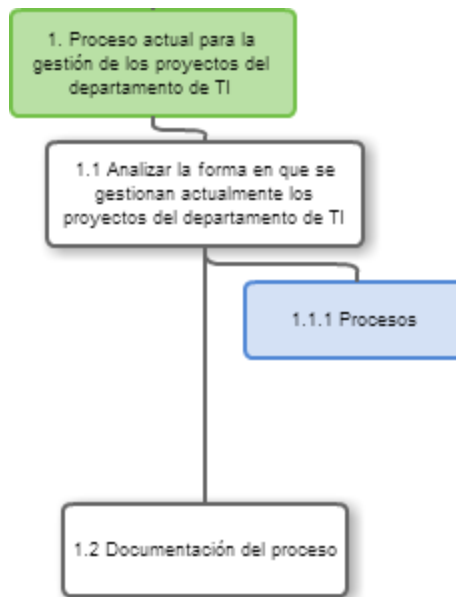 1. Proceso actual para la
gestión de los proyectos del
departamento de TI
1.1 Analizar la forma en que se
gestionan actualmente los
proyectos del departamento de TI
1.1.1 Procesos
1.2 Documentación del proceso